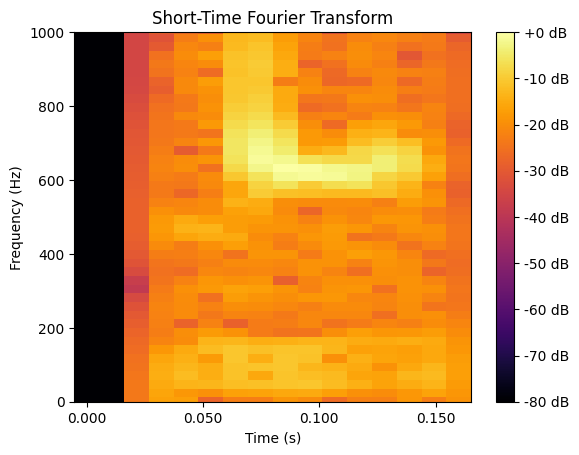 Short-Time Fourier Transform
1000
800
600
400
200
0
Frequency (Hz)
0.000
0.050
0.100
0.150
Time (s)
+0 dB
-10 dB
-20 dB
-30 dB
-40 dB
-50 dB
-60 dB
-70 dB
-80 dB